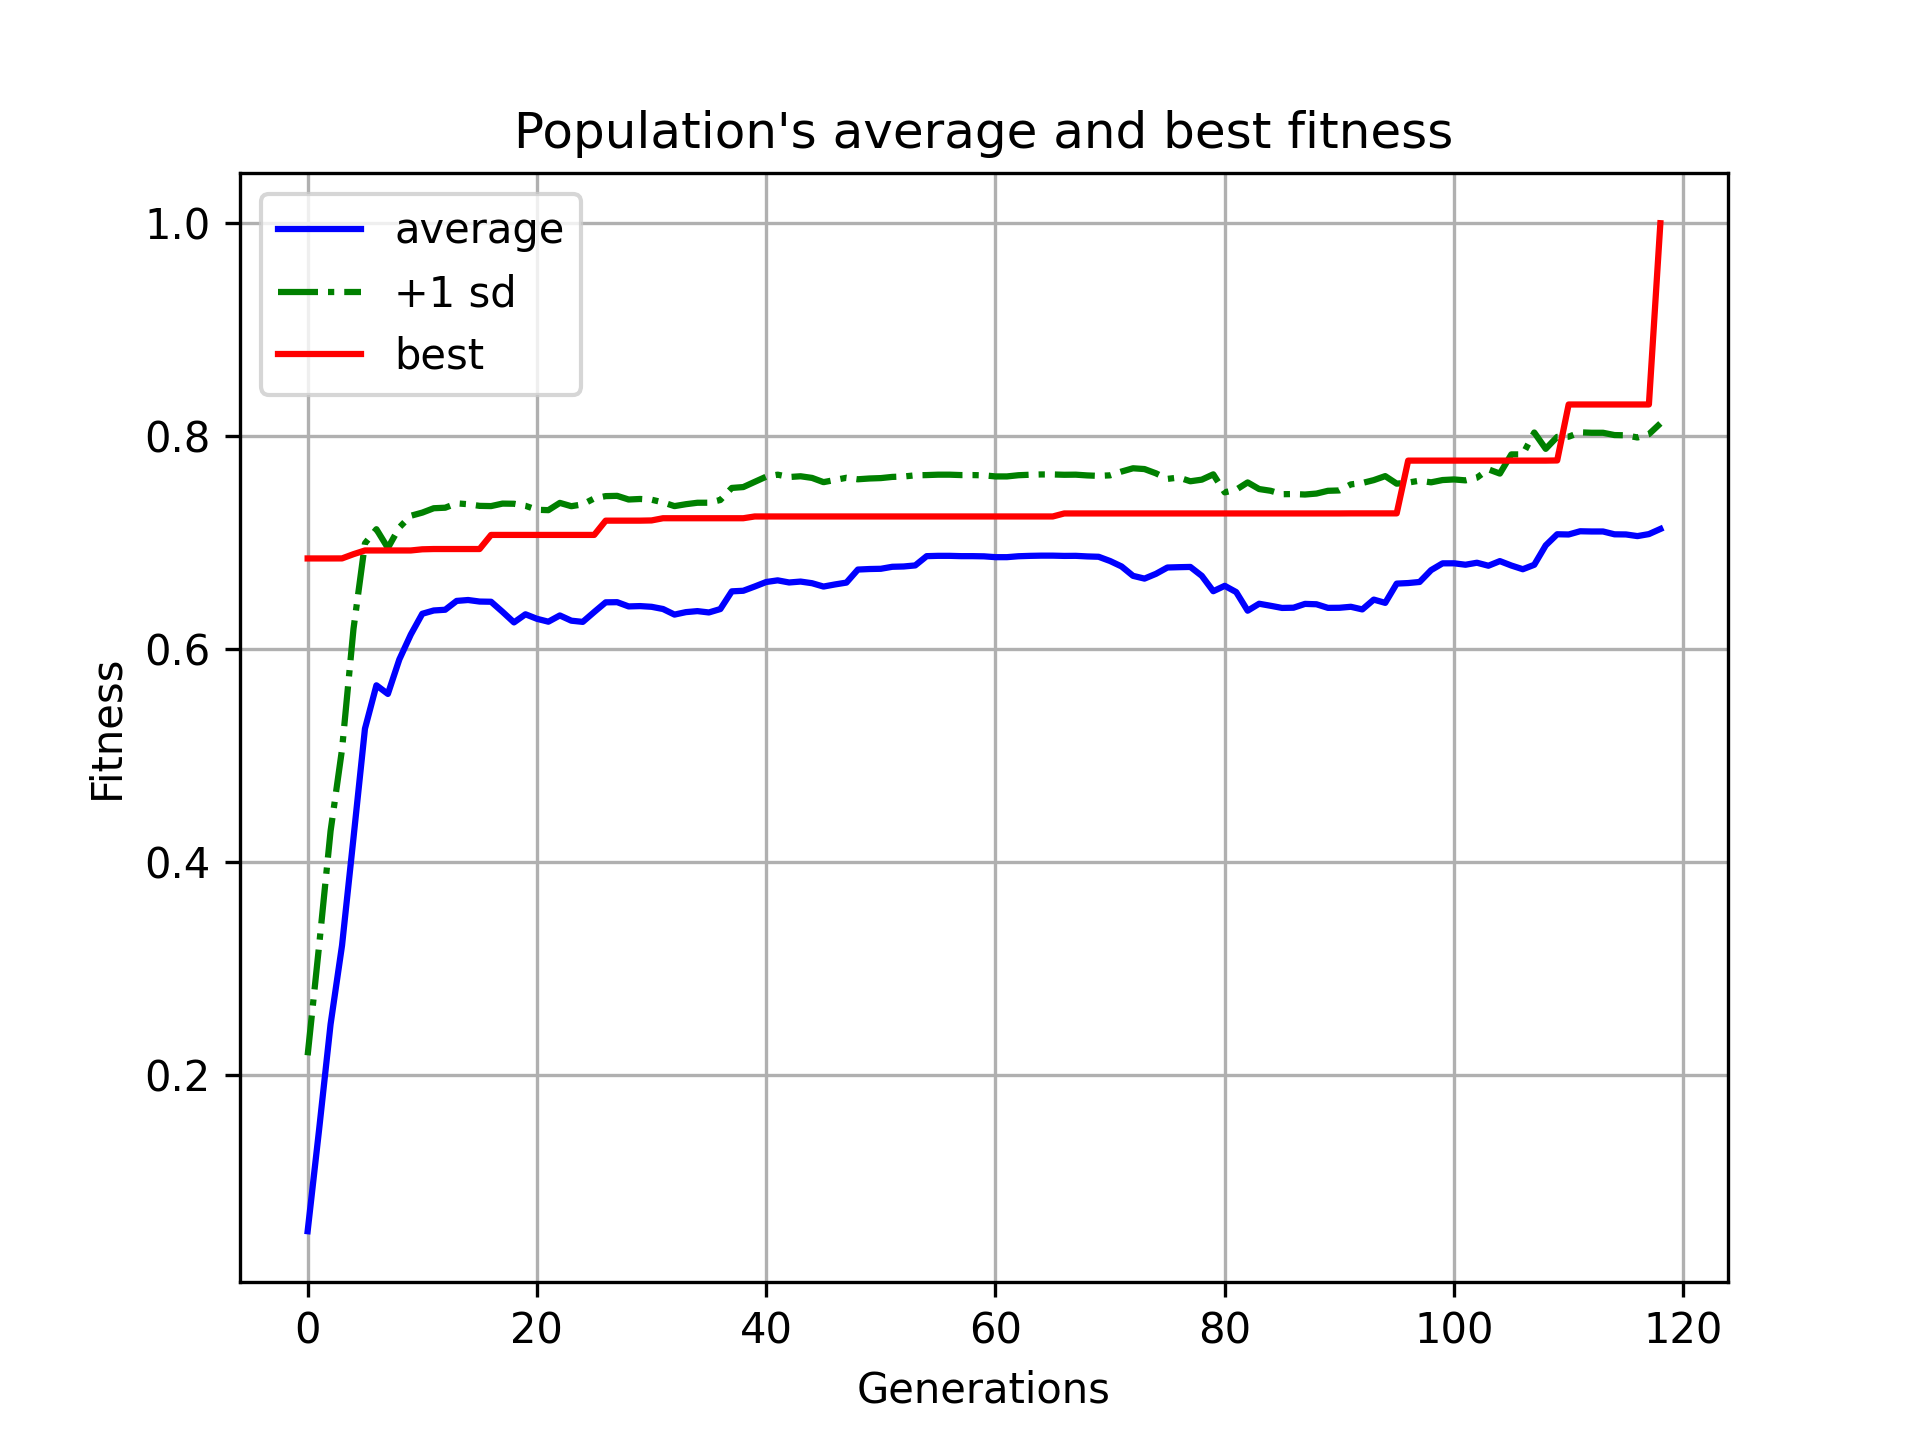 Population's average and best fitness
average
+1 sd
best
1.0
0.8
0.6
0.4
0.2
Fitness
0 20 40 60 80 100 120
Generations